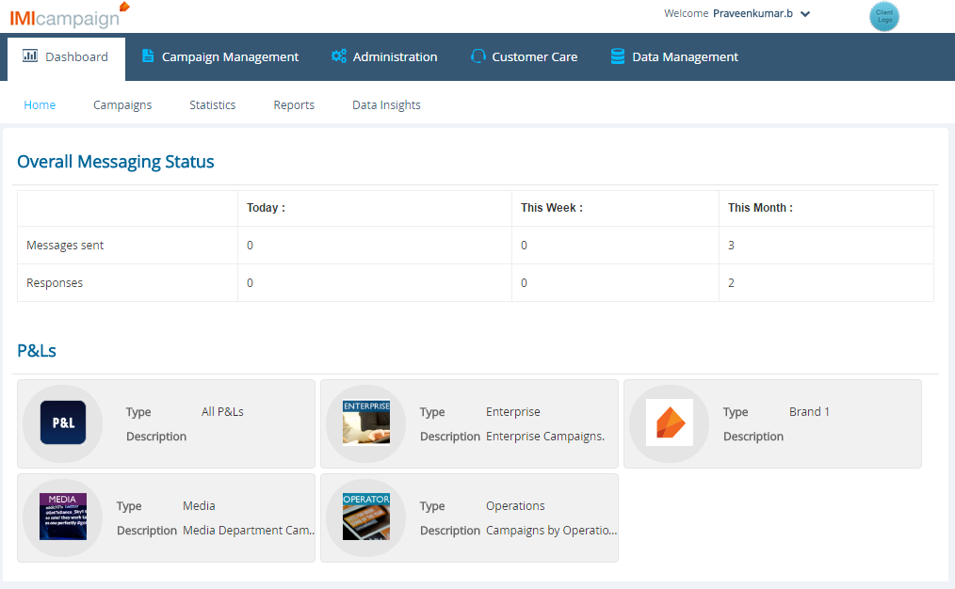 IMIcampaign
Welcome Praveenkumar.b
Client
Logo
Dashboard Campaign Management Administration Customer Care Data Management
Home Campaigns Statistics Reports Data Insights
Overall Messaging Status
Today : This Week : This Month :
Messages sent 0 0 3
Responses 0 0 2
P&Ls
P&L
Type All P&Ls
Description
ENTERPRISE
Type Enterprise
Description Enterprise Campaigns.
Type Brand 1
Description
MEDIA
Type Media
Description Media Department Cam..
OPERATOR
Type Operations
Description Campaigns by Operatio...